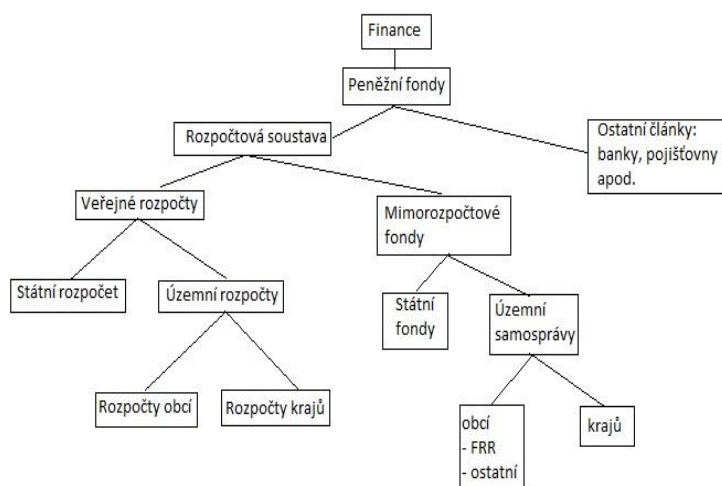 Finance
Peněžní fondy
Rozpočtová soustava
Ostatní články:
banky, pojišťovny
apod.
Veřejné rozpočty
Mimorozpočtové
fondy
Státní rozpočet
Územní rozpočty
Státní
fondy
Územní
samosprávy
Rozpočty obcí
Rozpočty krajů
obcí
- FRR
- ostatní
krajů